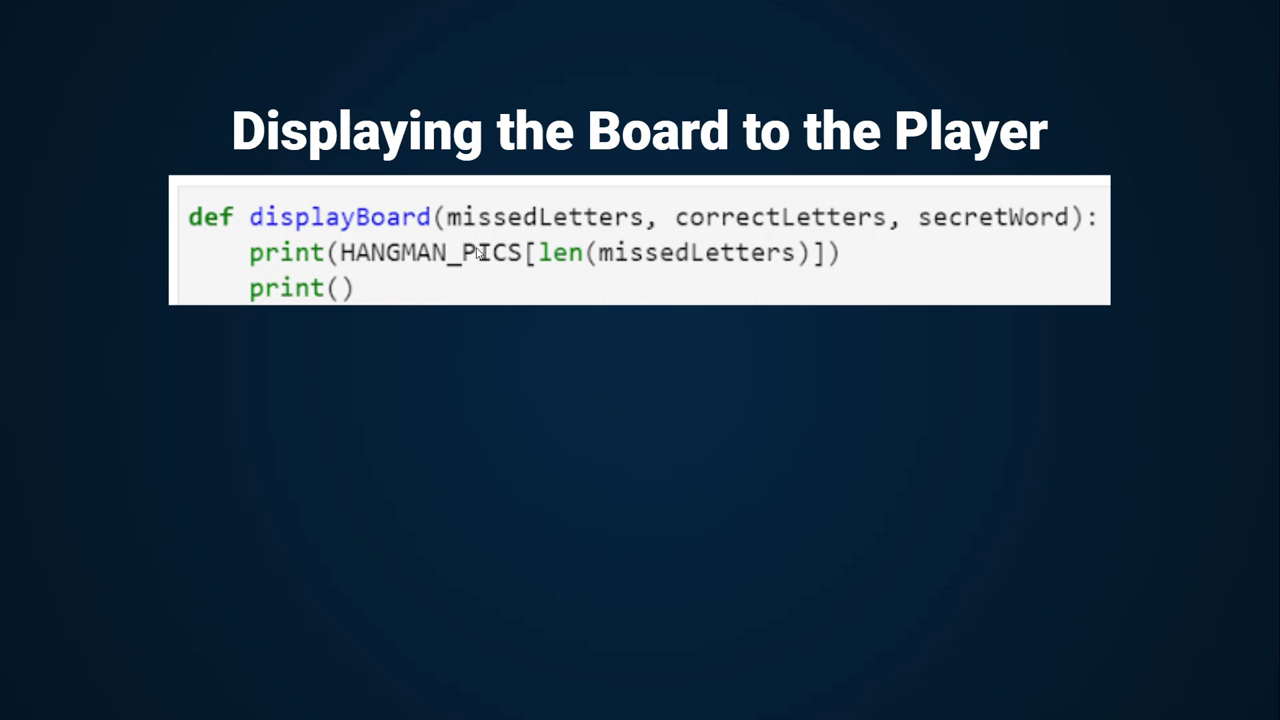 Displaying the Board to the Player
def displayBoard(missedLetters, correctLetters, secretWord):
    print(HANGMAN_PICS[len(missedLetters)])
    print()